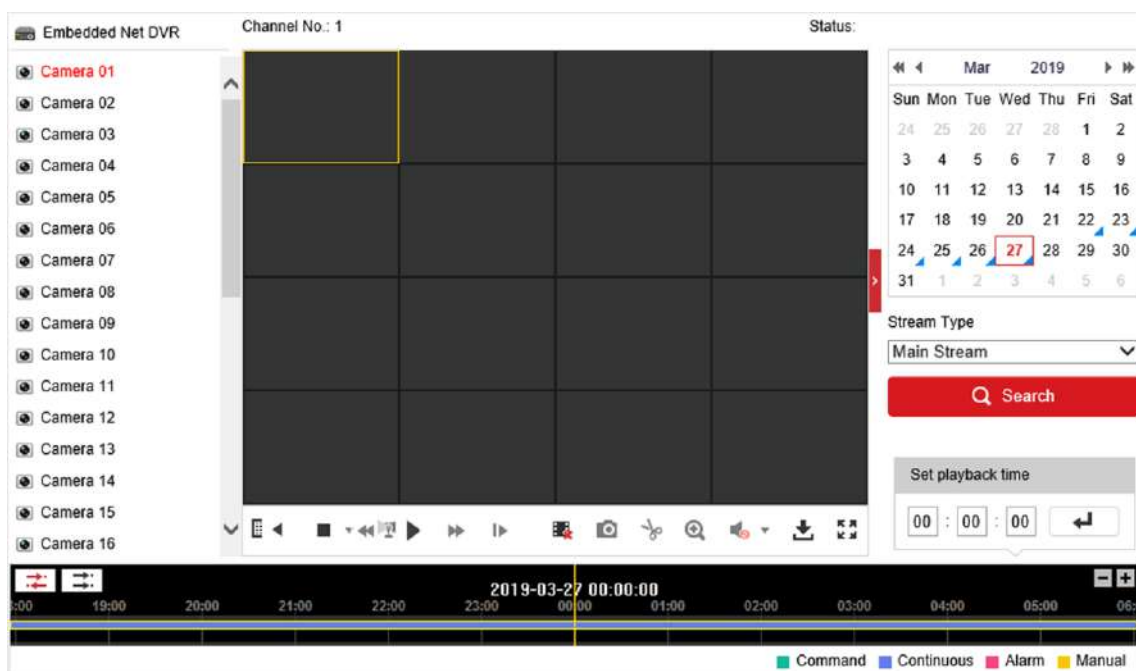 Embedded Net DVR
Channel No.: 1
Status:
Camera 01
Camera 02
Camera 03
Camera 04
Camera 05
Camera 06
Camera 07
Camera 08
Camera 09
Camera 10
Camera 11
Camera 12
Camera 13
Camera 14
Camera 15
Camera 16
Mar 2019
Sun Mon Tue Wed Thu Fri Sat
24 25 26 27 28 1 2
3 4 5 6 7 8 9
10 11 12 13 14 15 16
17 18 19 20 21 22 23
24 25 26 27 28 29 30
31 1 2 3 4 5 6
Stream Type
Main Stream
Search
Set playback time
00 : 00 : 00
2019-03-27 00:00:00
:00 19:00 20:00 21:00 22:00 23:00 00:00 01:00 02:00 03:00 04:00 05:00 06:
Command Continuous Alarm Manual